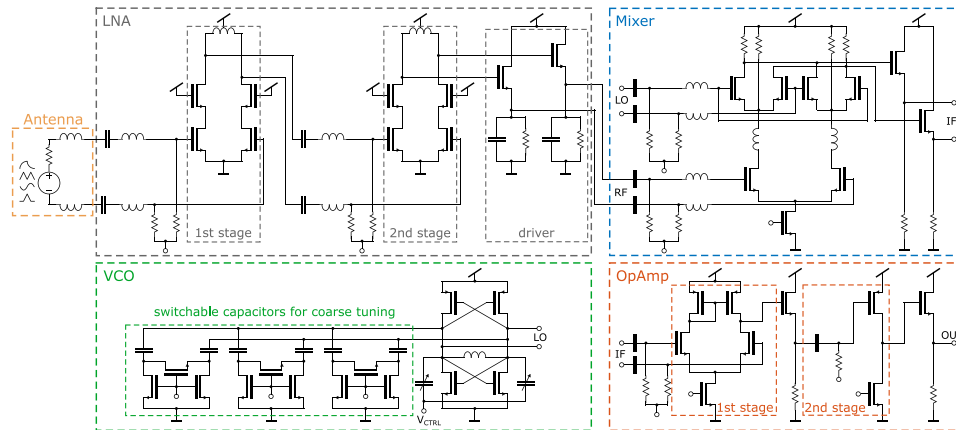 LNA
Mixer
Antenna
LO
IF
RF
1st stage
2nd stage
driver
VCO
OpAmp
switchable capacitors for coarse tuning
LO
IF
OU
VCTRL
1st stage
2nd stage